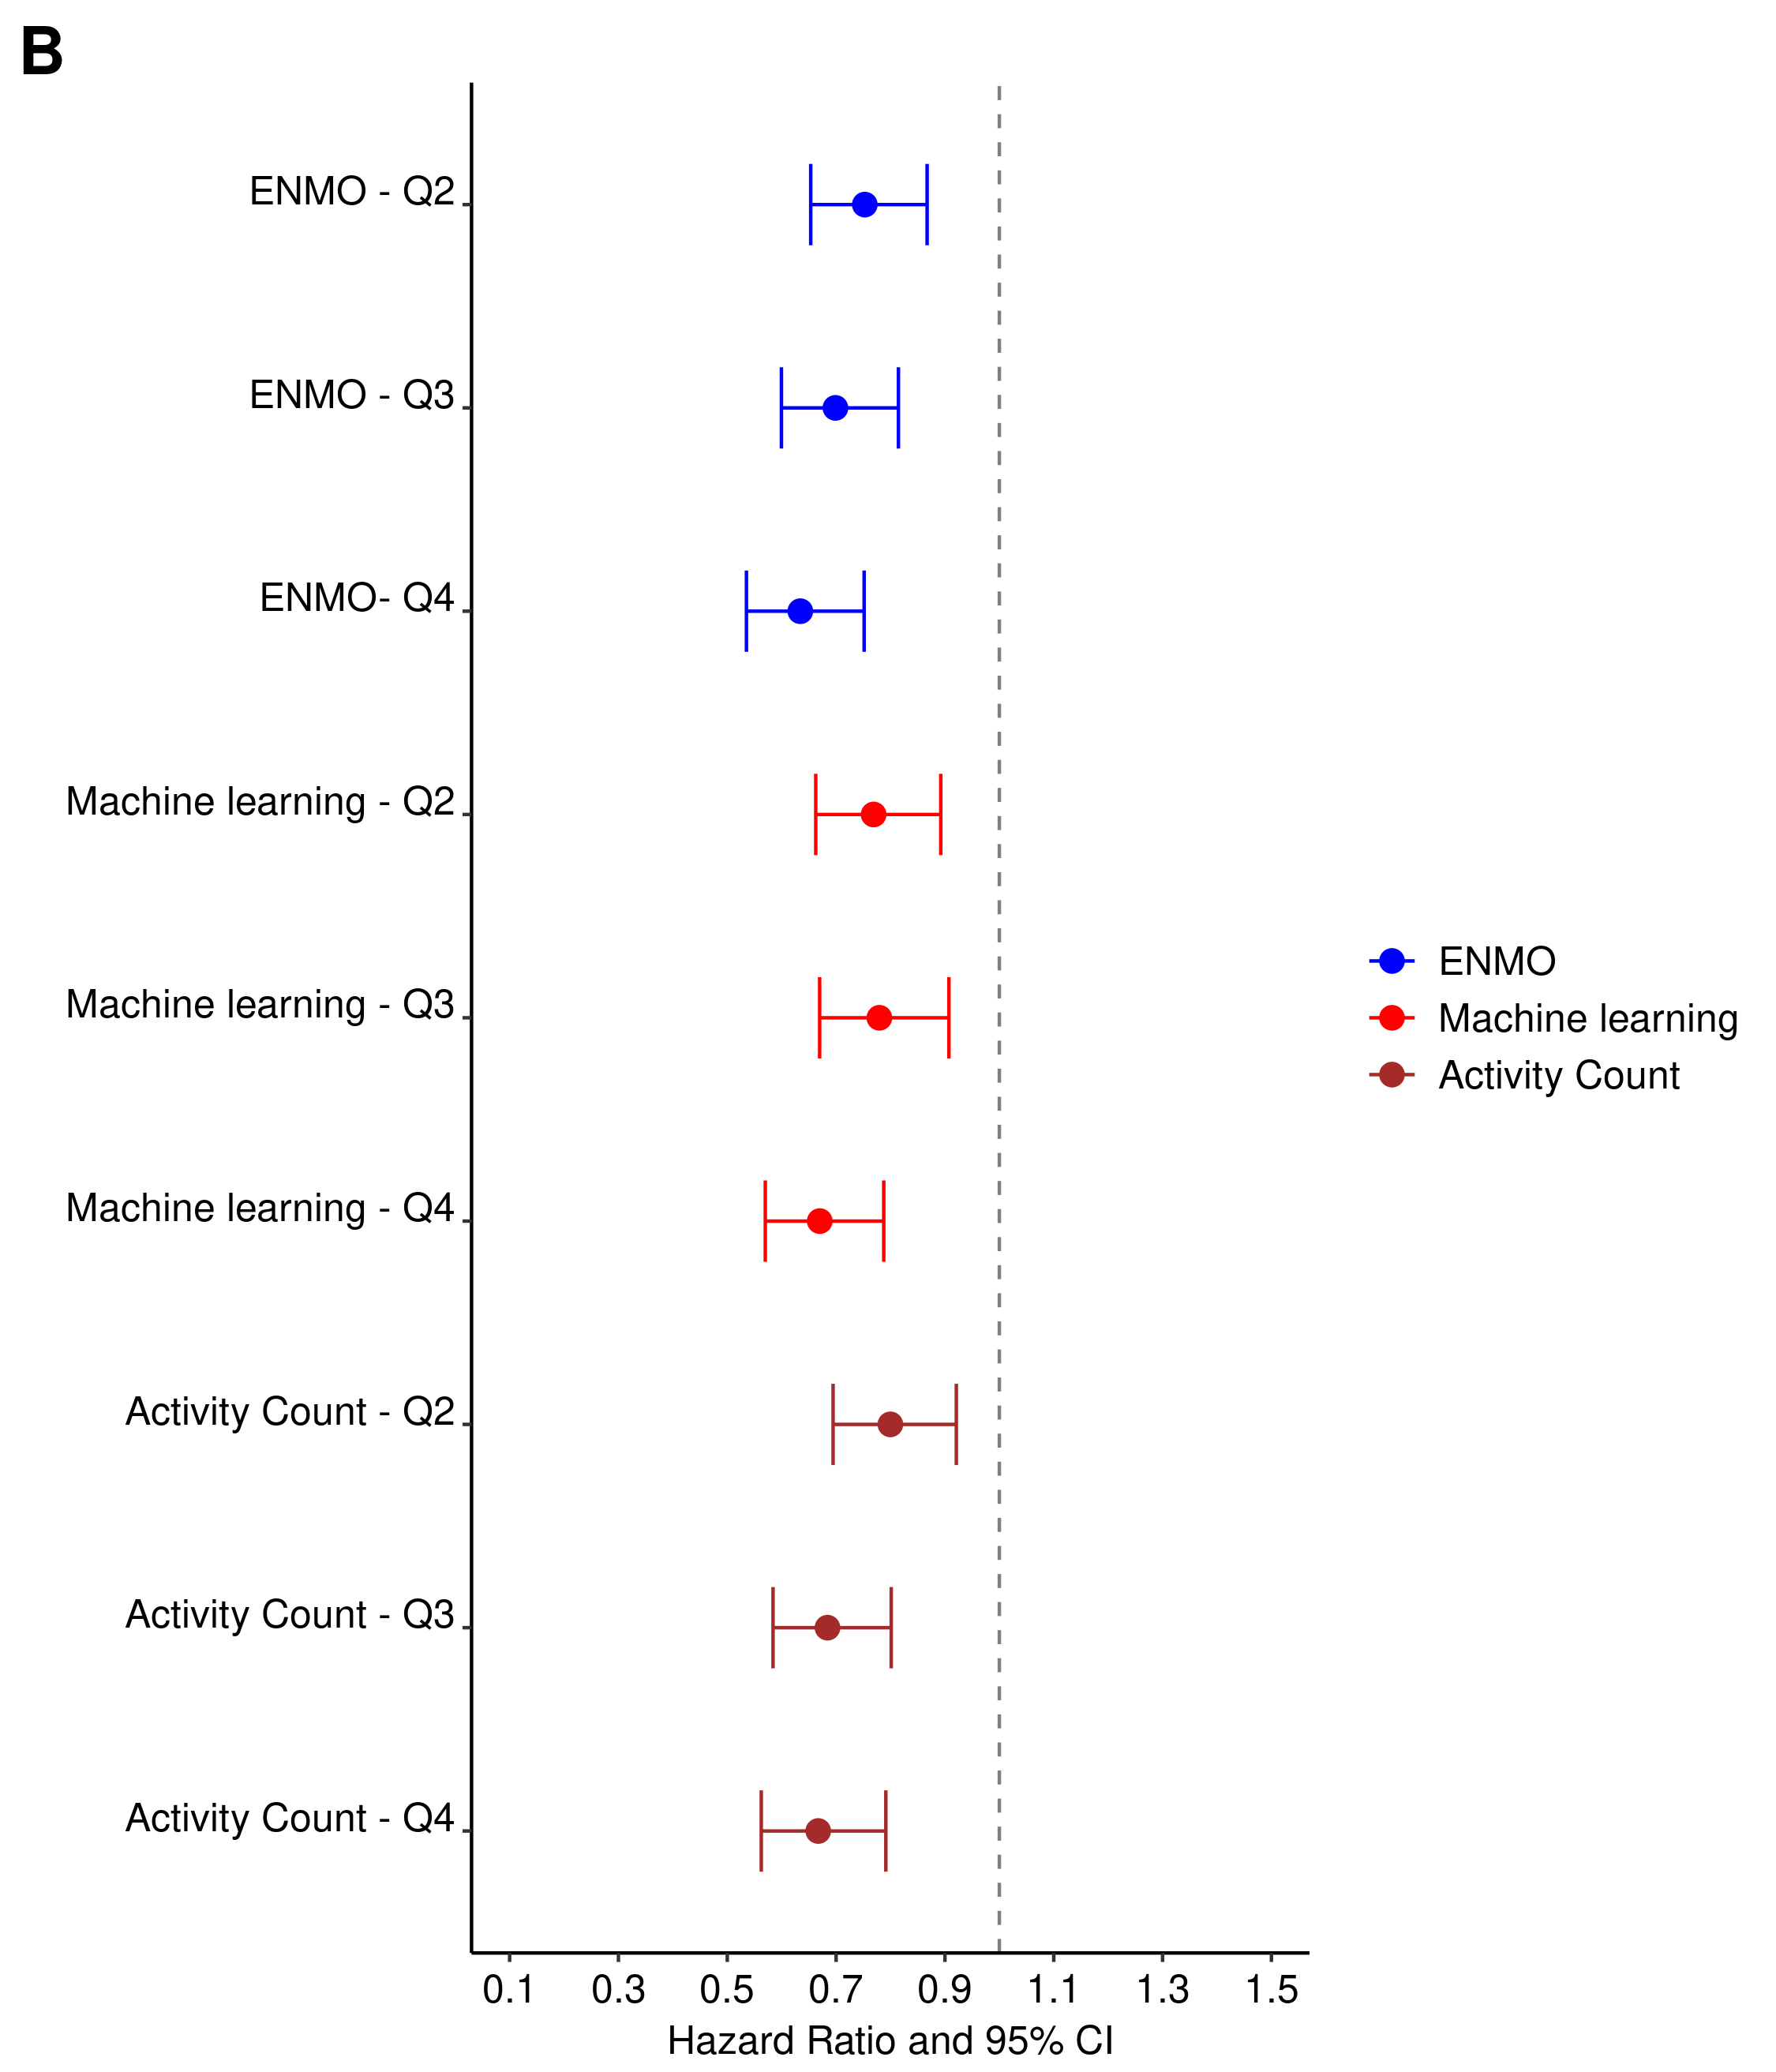 B
ENMO - Q2
ENMO - Q3
ENMO- Q4
Machine learning - Q2
Machine learning - Q3
Machine learning - Q4
Activity Count - Q2
Activity Count - Q3
Activity Count - Q4
ENMO
Machine learning
Activity Count
0.1 0.3 0.5 0.7 0.9 1.1 1.3 1.5
Hazard Ratio and 95% CI